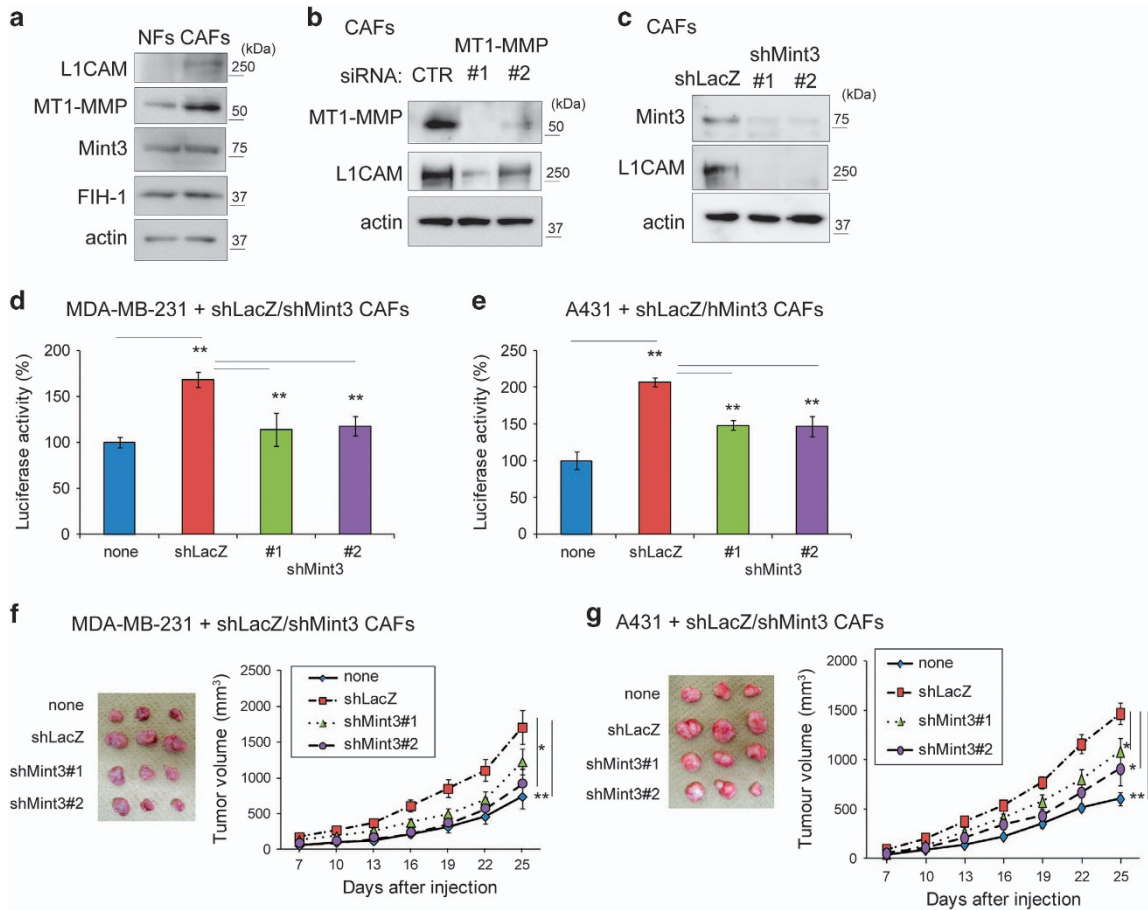 a
NFs CAFs
(kDa)
L1CAM
250
MT1-MMP
50
Mint3
75
FIH-1
37
actin
37
b
CAFs
MT1-MMP
siRNA: CTR #1 #2
(kDa)
MT1-MMP
50
L1CAM
250
actin
37
c
CAFs
shMint3
shLacZ #1 #2
(kDa)
Mint3
75
L1CAM
250
actin
37
d
MDA-MB-231 + shLacZ/shMint3 CAFs
Luciferase activity (%)
200
150
100
50
0
**
**
**
none shLacZ #1 #2
shMint3
e
A431 + shLacZ/hMint3 CAFs
Luciferase activity (%)
250
200
150
100
50
0
**
**
**
none shLacZ #1 #2
shMint3
f
MDA-MB-231 + shLacZ/shMint3 CAFs
none
shLacZ
shMint3#1
shMint3#2
Tumor volume (mm3)
2500
2000
1500
1000
500
0
none
shLacZ
shMint3#1
shMint3#2
*
**
7 10 13 16 19 22 25
Days after injection
g
A431 + shLacZ/shMint3 CAFs
none
shLacZ
shMint3#1
shMint3#2
Tumour volume (mm3)
2000
1500
1000
500
0
none
shLacZ
shMint3#1
shMint3#2
*
*
**
7 10 13 16 19 22 25
Days after injection